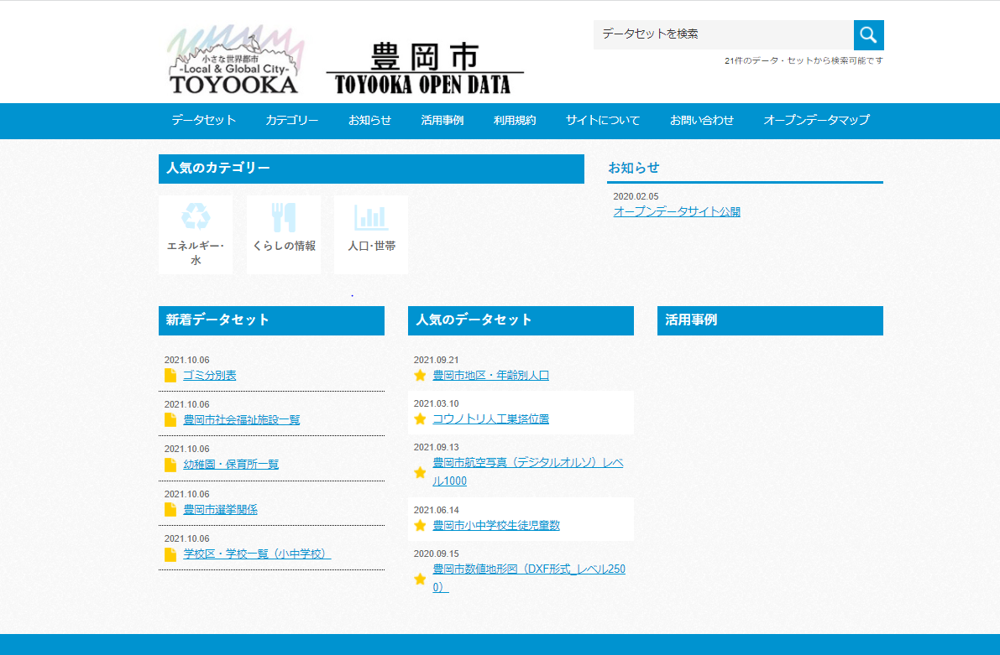 小さな世界都市
-Local & Global City-
TOYOOKA
豊岡市
TOYOOKA OPEN DATA
データセットを検索
21件のデータ・セットから検索可能です
データセット カテゴリー お知らせ 活用事例 利用規約 サイトについて お問い合わせ オープンデータマップ
人気のカテゴリー
エネルギー・
水
くらしの情報
人口・世帯
お知らせ
2020.02.05
オープンデータサイト公開
新着データセット
2021.10.06
ゴミ分別表
2021.10.06
豊岡市社会福祉施設一覧
2021.10.06
幼稚園・保育所一覧
2021.10.06
豊岡市選挙関係
2021.10.06
学校区・学校一覧（小中学校）
人気のデータセット
2021.09.21
豊岡市地区・年齢別人口
2021.03.10
コウノトリ人工巣塔位置
2021.09.13
豊岡市航空写真（デジタルオルソ）レベ
ル1000
2021.06.14
豊岡市小中学校生徒児童数
2020.09.15
豊岡市数値地形図（DXF形式_レベル250
0）
活用事例